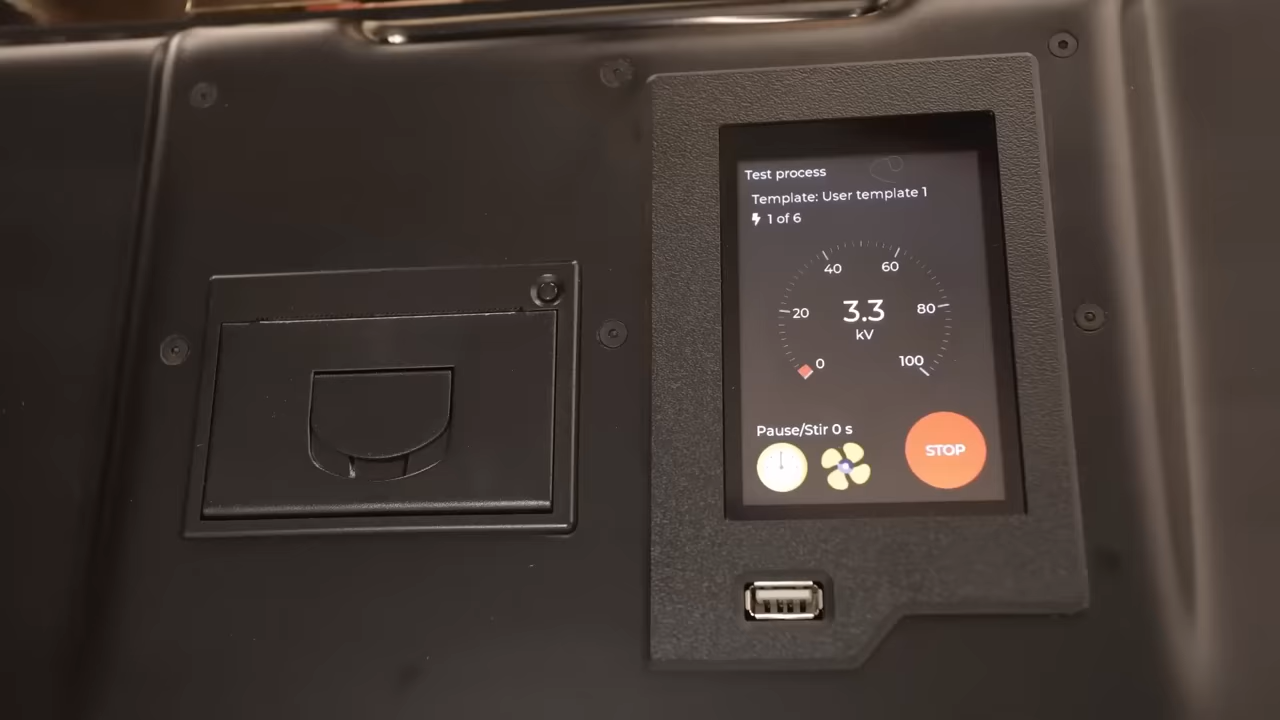 Test process
Template: User template 1
1 of 6
40 60
20 3.3 80
kV
0 100
Pause/Stir 0 s
STOP